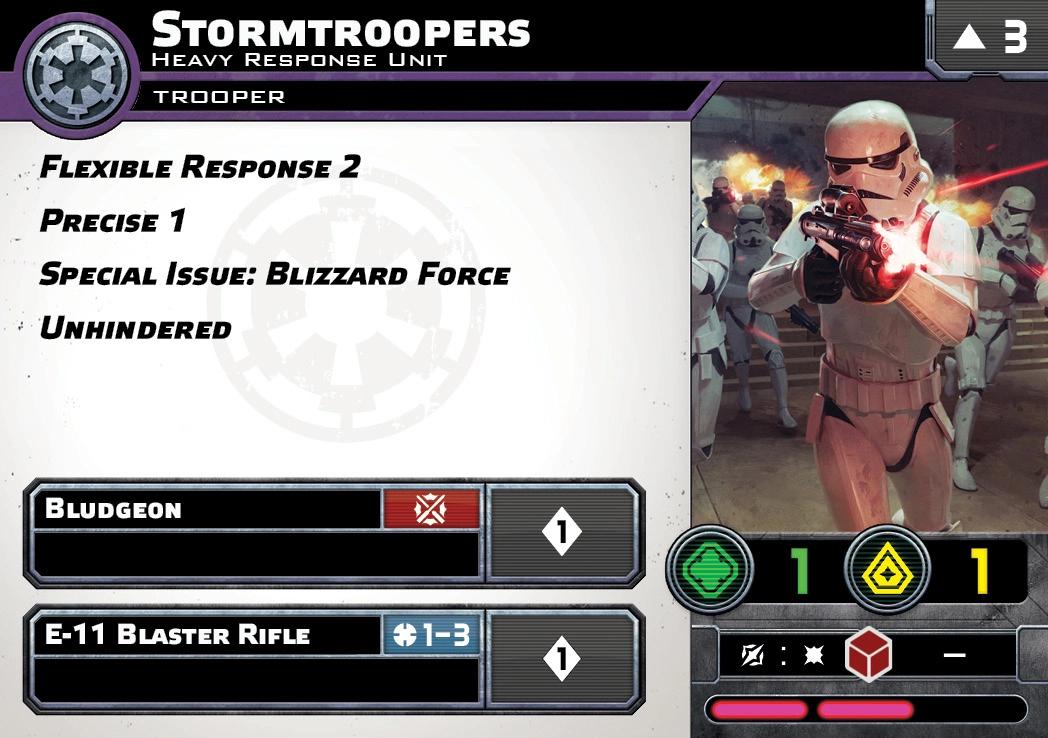 Stormtroopers
3
Heavy Response Unit
TROOPER
Flexible Response 2
Precise 1
Special Issue: Blizzard Force
Unhindered
Bludgeon
1
E-11 Blaster Rifle 1–3
1
1 1
: –